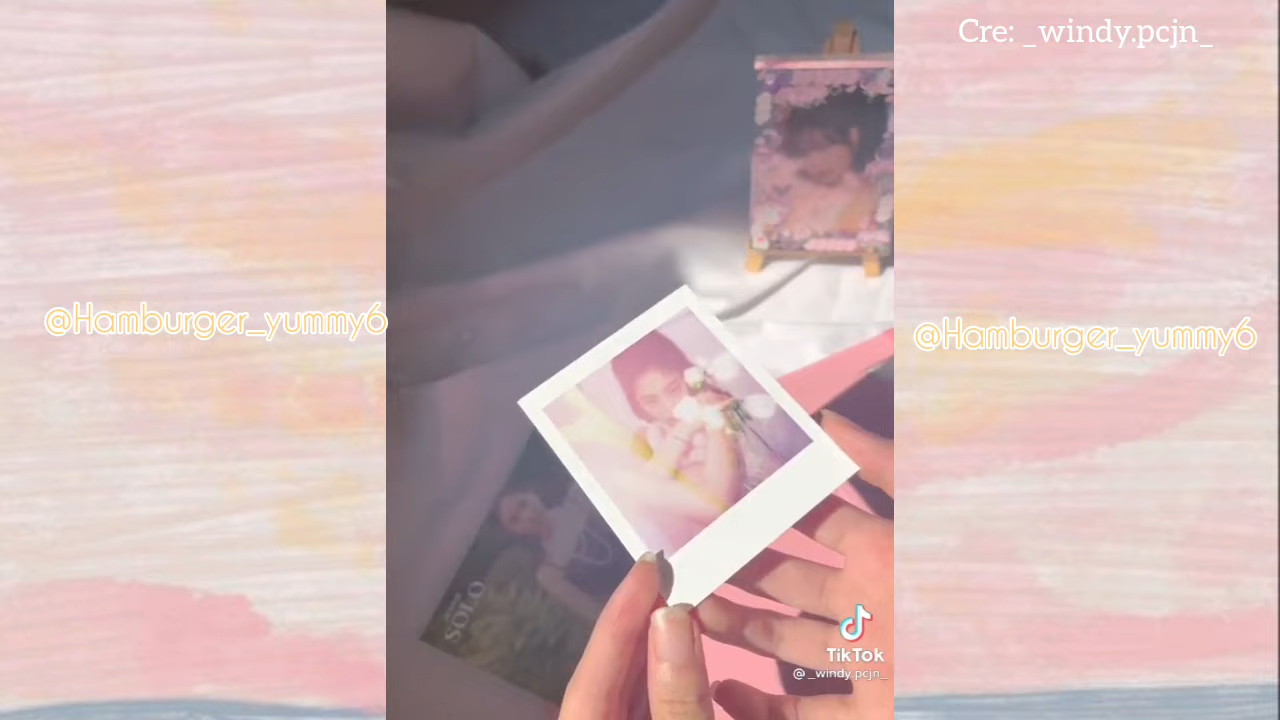 Cre: _windy.pcjn_
@Hamburger_yummy6
@Hamburger_yummy6
SOLO
TikTok
@ _windy.pcjn_